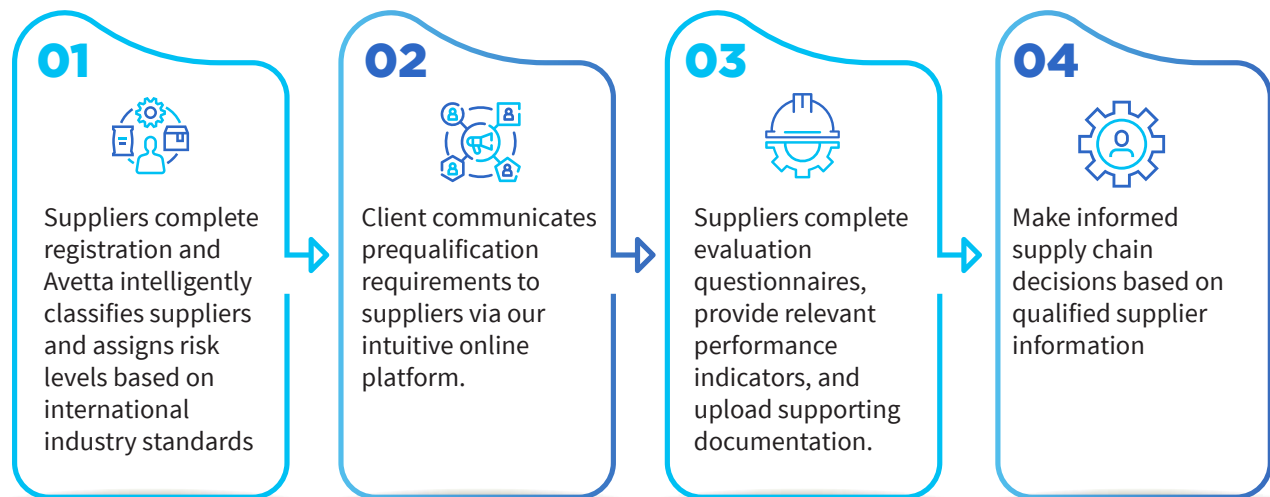 01
Suppliers complete
registration and
Avetta intelligently
classifies suppliers
and assigns risk
levels based on
international
industry standards
02
Client communicates
prequalification
requirements to
suppliers via our
intuitive online
platform.
03
Suppliers complete
evaluation
questionnaires,
provide relevant
performance
indicators, and
upload supporting
documentation.
04
Make informed
supply chain
decisions based on
qualified supplier
information